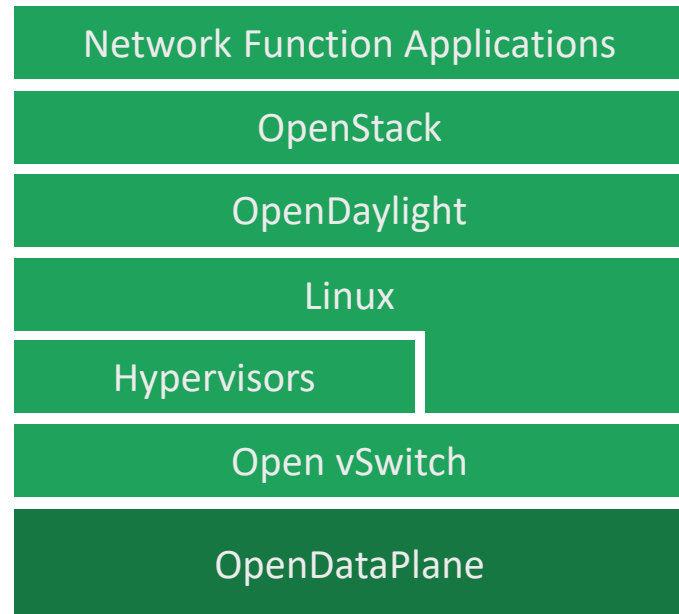 Network Function Applications
OpenStack
OpenDaylight
Linux
Hypervisors
Open vSwitch
OpenDataPlane